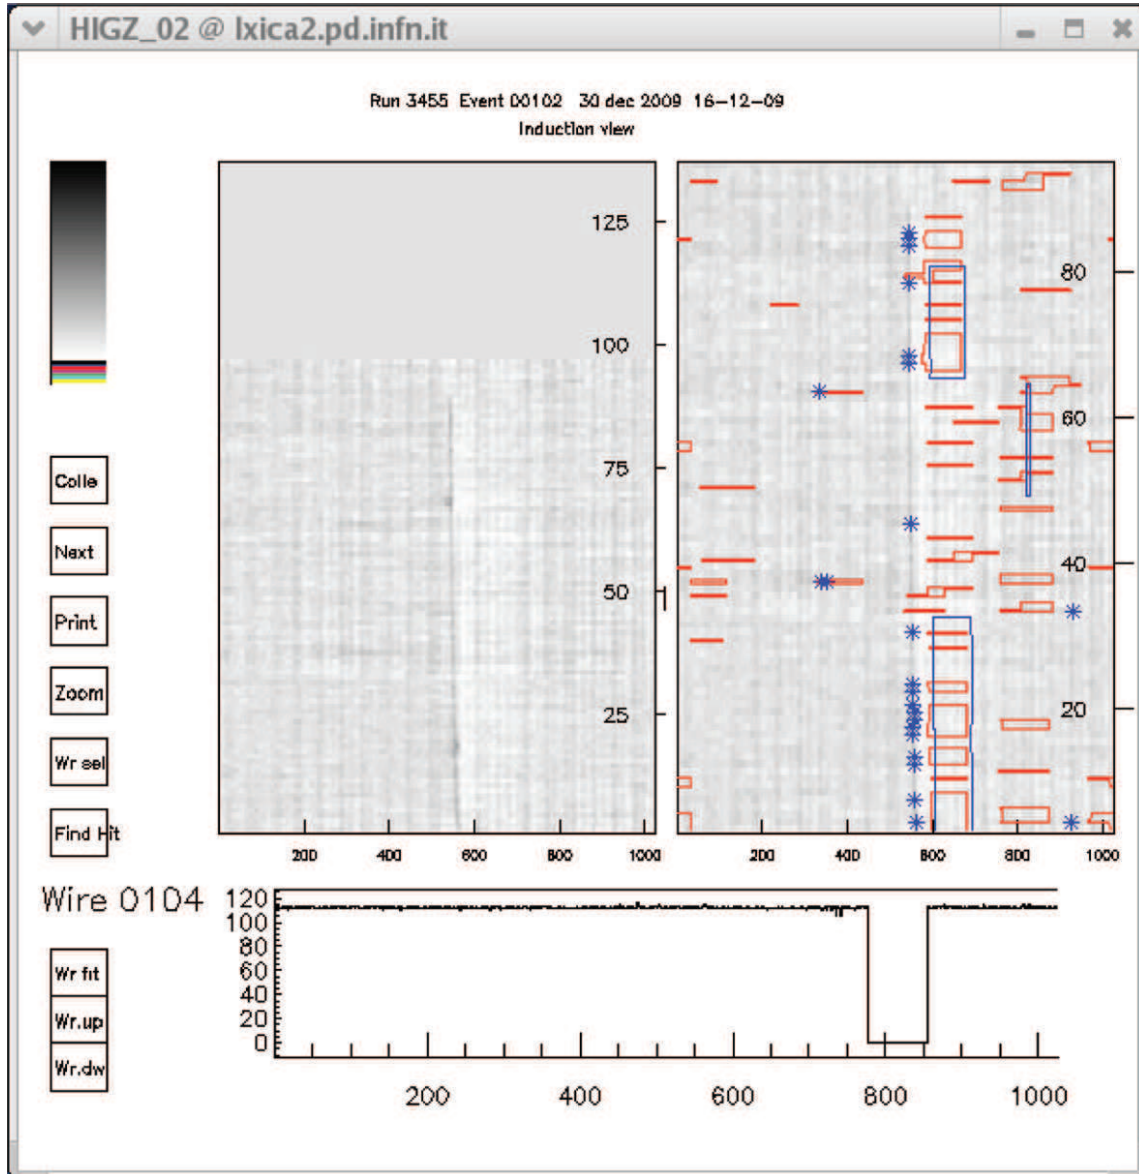 HIGZ_02 @ lxica2.pd.infn.it
Run 3455 Event 00102 30 dec 2009 16-12-09
Induction view
125
100
75
50
25
200 400 600 800 1000
80
60
40
20
200 400 600 800 1000
Colle
Next
Print
Zoom
Wr sel
Find Hit
Wire 0104
120
100
80
60
40
20
0
200 400 600 800 1000
Wr fit
Wr.up
Wr.dw